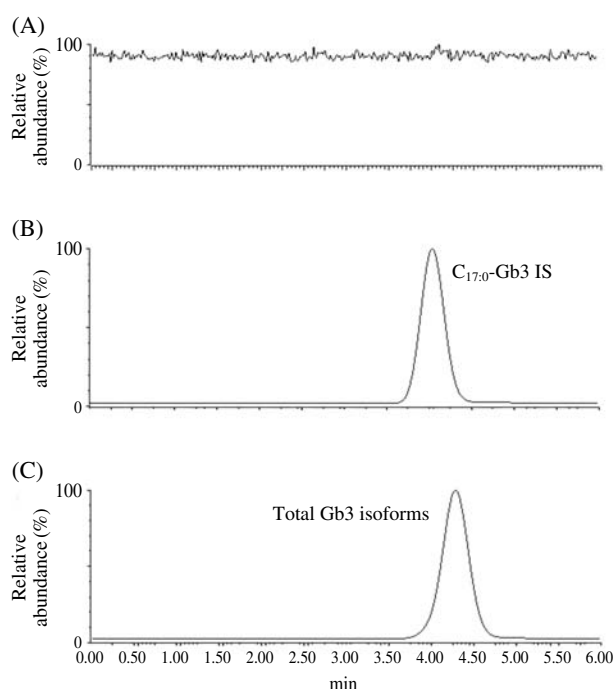 (A)
100
Relative
abundance (%)
0
(B)
100
C17:0-Gb3 IS
Relative
abundance (%)
0
(C)
100
Total Gb3 isoforms
Relative
abundance (%)
0
0.00 0.50 1.00 1.50 2.00 2.50 3.00 3.50 4.00 4.50 5.00 5.50 6.00
min